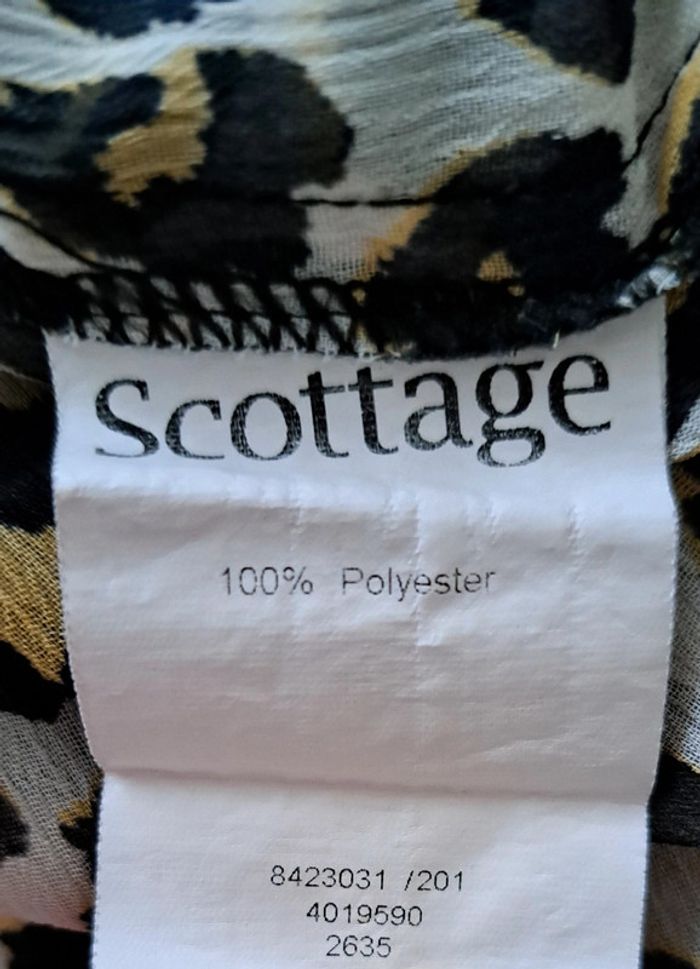 Scottage
100% Polyester
8423031 /201
4019590
2635